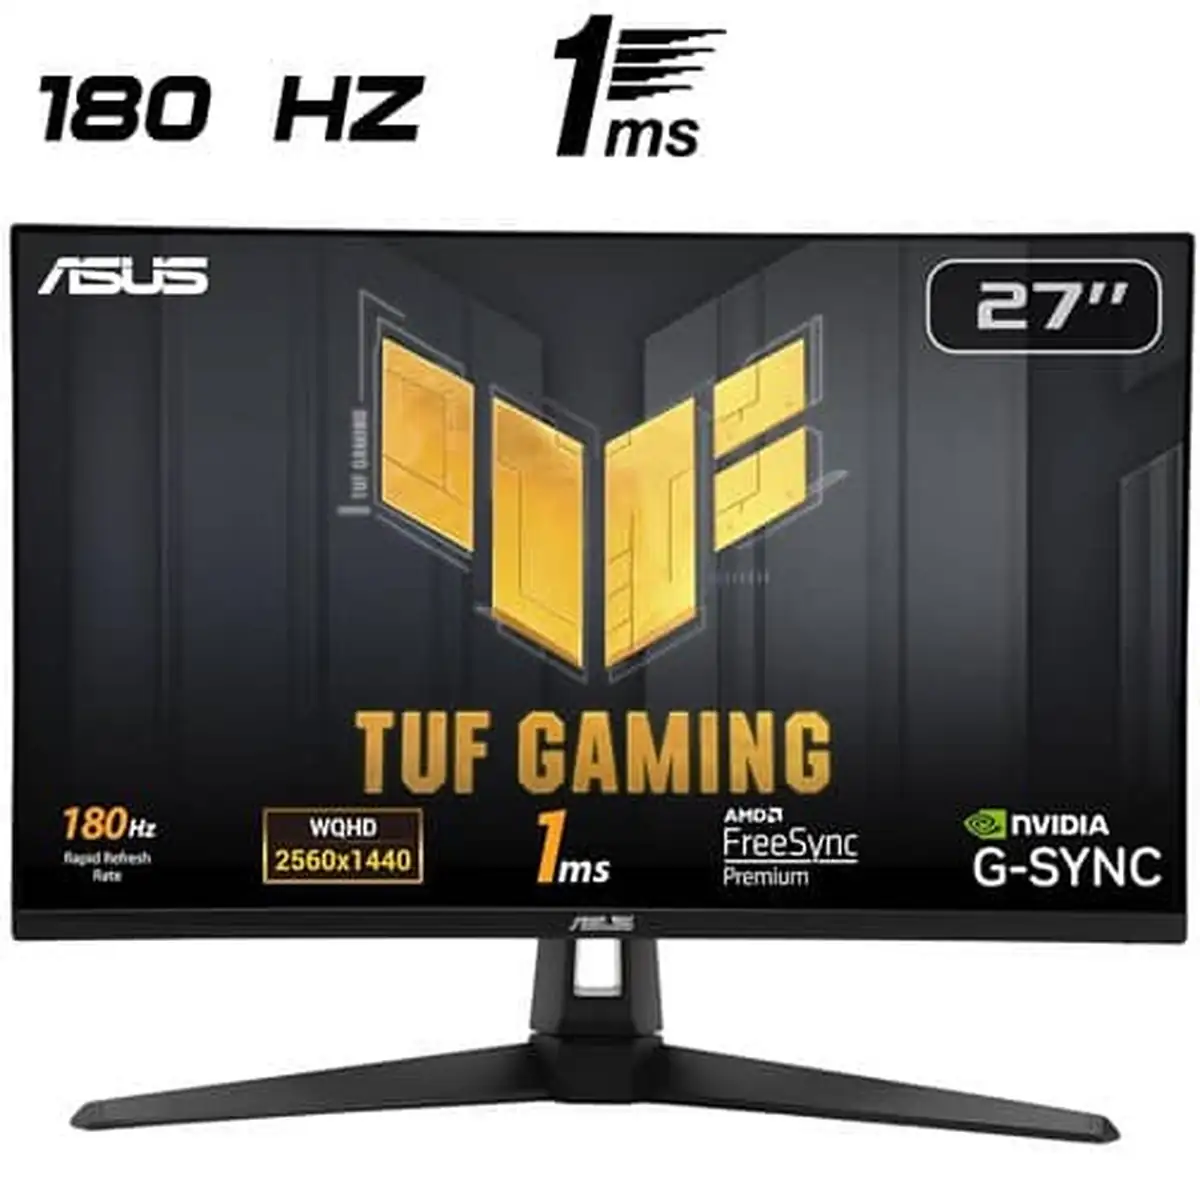 180 HZ
1ms
ASUS
27"
TUF GAMING
TUF GAMING
180Hz
Rapid Refresh
Rate
WQHD
2560x1440
1ms
AMD
FreeSync
Premium
NVIDIA
G-SYNC
ASUS